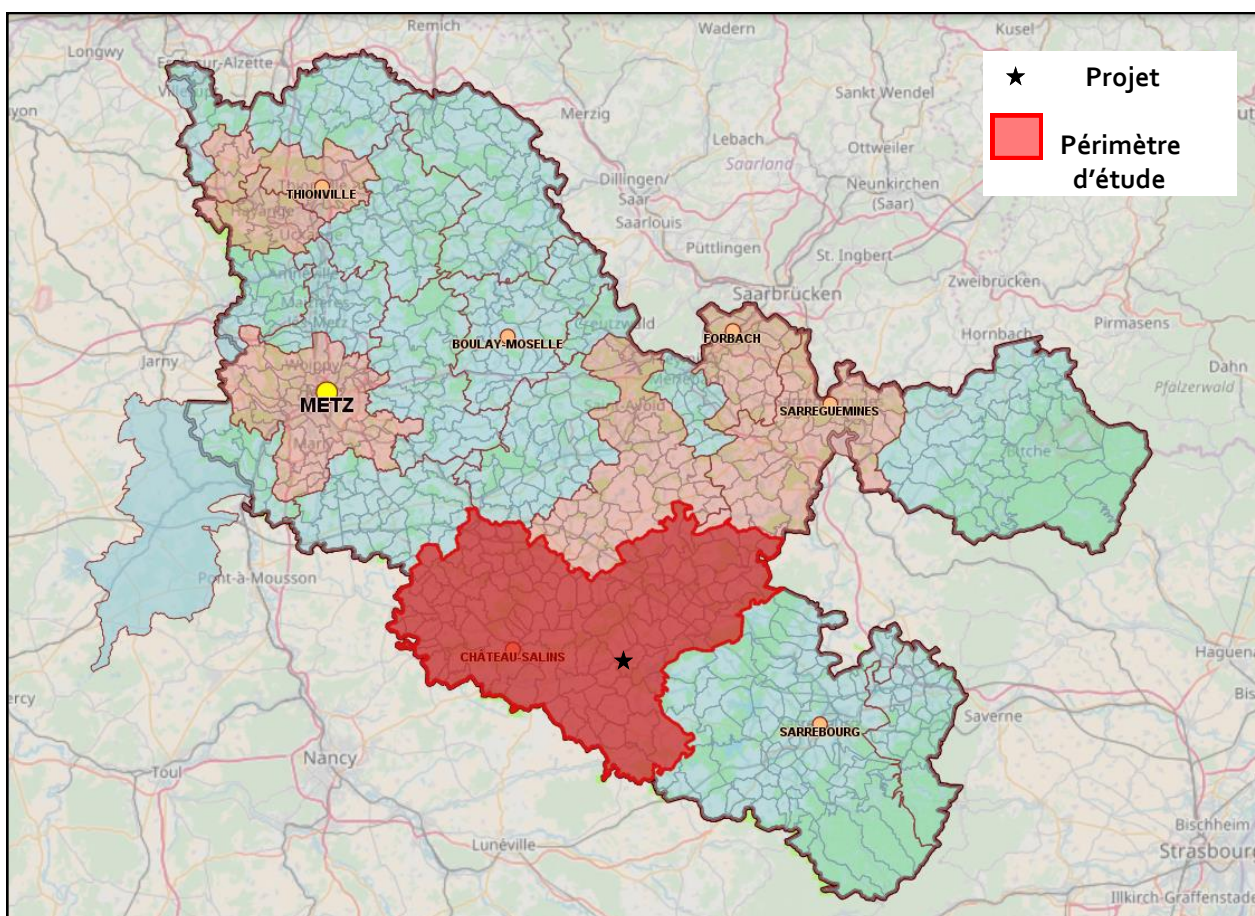 Remich
Wadern
Kusel
Longwy
Merzig
Sankt Wendel
Lebach
Ottweiler
Saarland
Projet
Périmètre
d'étude
THIONVILLE
Dillingen/
Saar
Saarlouis
Neunkirchen
(Saar)
Püttlingen
St. Ingbert
Zweibrücken
Saarbrücken
Pirmasens
Hornbach
Dahn
Pfälzerwald
Jarny
BOULAY-MOSELLE
FORBACH
METZ
SARREGUEMINES
Pont-à-Mousson
CHÂTEAU-SALINS
Saverne
SARREBOURG
Nancy
Toul
Lunéville
Bischheim
Strasbourg
Illkirch-Graffenstade